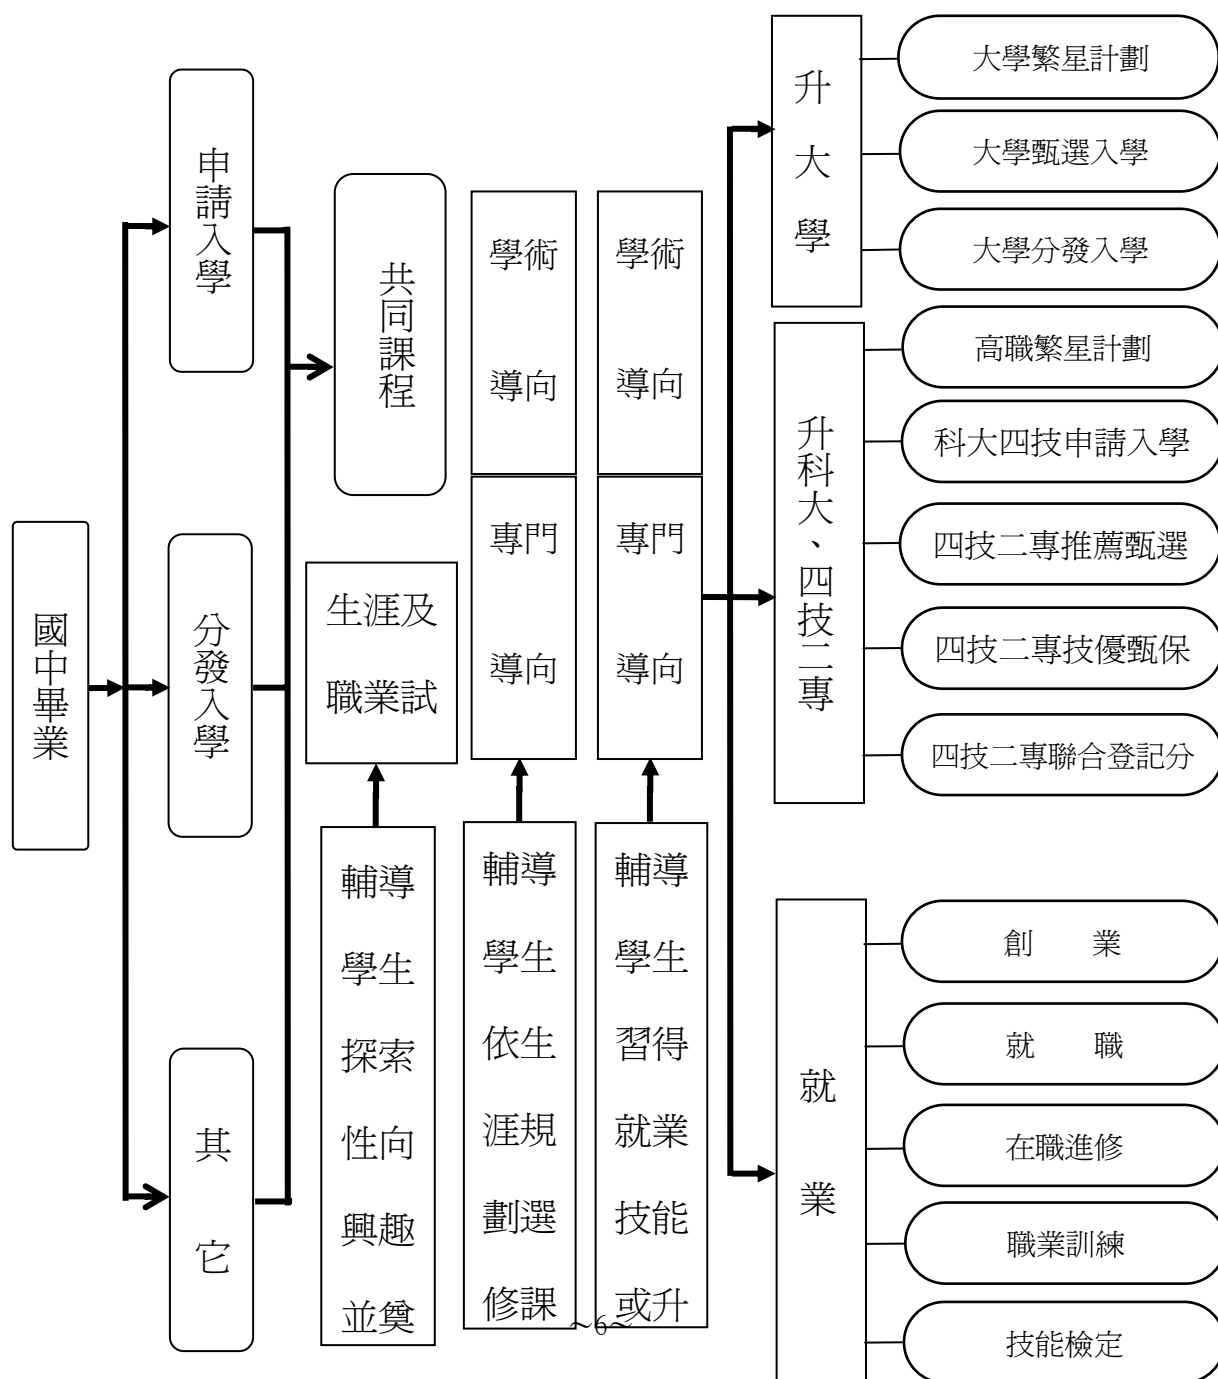 國中畢業
申請入學
分發入學
其它
共同課程
生涯及
職業試
輔導
學生
探索
性向
興趣
並奠
學術
導向
專門
導向
輔導
學生
依生
涯規
劃選
修課
學術
導向
專門
導向
輔導
學生
習得
就業
技能
或升
升大學
大學繁星計劃
大學甄選入學
大學分發入學
升科大、四技二專
高職繁星計劃
科大四技申請入學
四技二專推薦甄選
四技二專技優甄保
四技二專聯合登記分
就業
創 業
就 職
在職進修
職業訓練
技能檢定
~6~